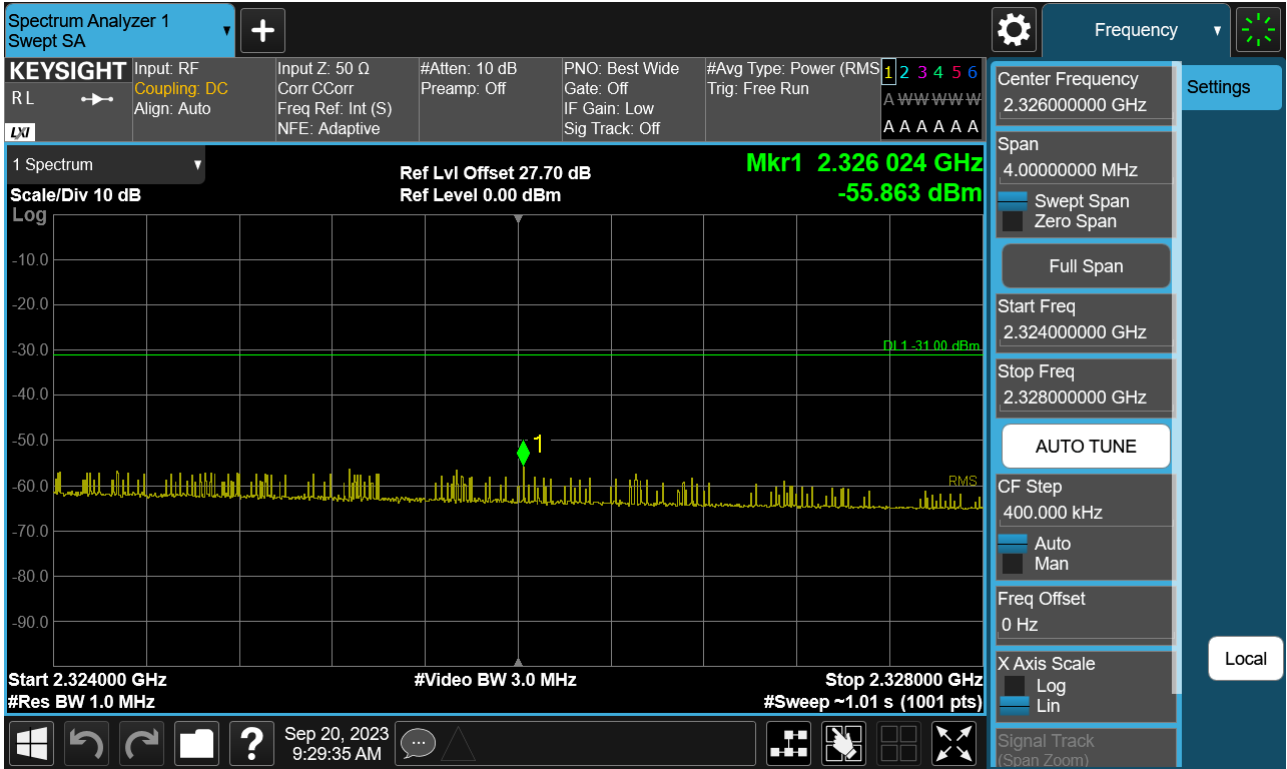 Spectrum Analyzer 1
Swept SA
+
Frequency
KEYSIGHT
RL
LXI
Input: RF
Coupling: DC
Align: Auto
Input Z: 50 Ω
Corr CCorr
Freq Ref: Int (S)
NFE: Adaptive
#Atten: 10 dB
Preamp: Off
PNO: Best Wide
Gate: Off
IF Gain: Low
Sig Track: Off
#Avg Type: Power (RMS
Trig: Free Run
1 2 3 4 5 6
A W W W W W
A A A A A A
1 Spectrum
Scale/Div 10 dB
Log
Ref Lvl Offset 27.70 dB
Ref Level 0.00 dBm
Mkr1 2.326 024 GHz
-55.863 dBm
-10.0
-20.0
-30.0
DL1 -31.00 dBm
-40.0
-50.0
1
-60.0
RMS
-70.0
-80.0
-90.0
Start 2.324000 GHz
#Res BW 1.0 MHz
#Video BW 3.0 MHz
Stop 2.328000 GHz
#Sweep ~1.01 s (1001 pts)
Center Frequency
2.326000000 GHz
Settings
Span
4.00000000 MHz
Swept Span
Zero Span
Full Span
Start Freq
2.324000000 GHz
Stop Freq
2.328000000 GHz
AUTO TUNE
CF Step
400.000 kHz
Auto
Man
Freq Offset
0 Hz
X Axis Scale
Log
Lin
Local
Signal Track
(Span Zoom)
?
Sep 20, 2023
9:29:35 AM